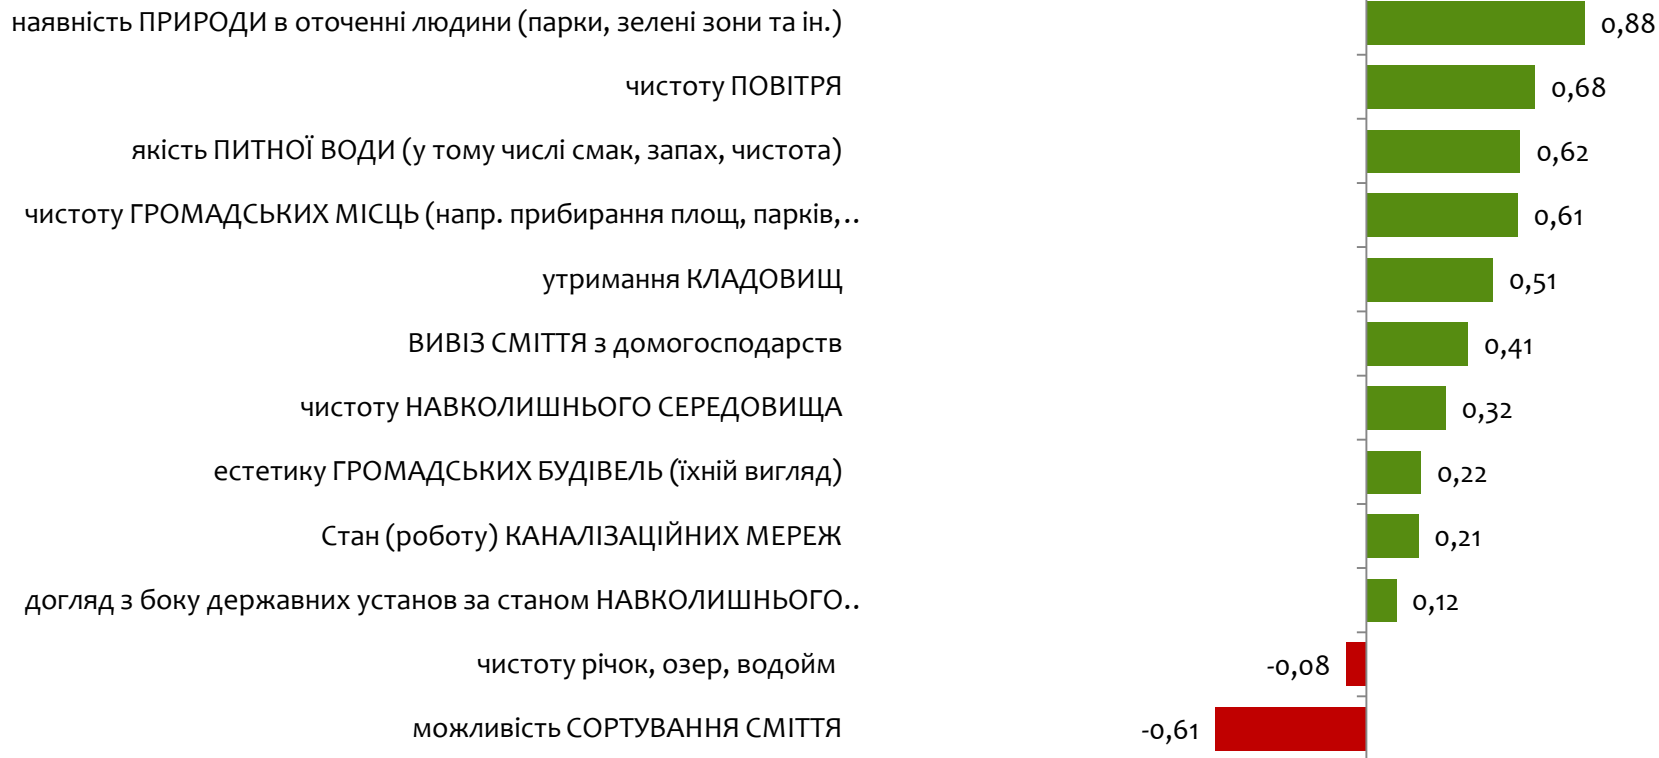 наявність ПРИРОДИ в оточенні людини (парки, зелені зони та ін.) 0,88
чистоту ПОВІТРЯ 0,68
якість ПИТНОЇ ВОДИ (у тому числі смак, запах, чистота) 0,62
чистоту ГРОМАДСЬКИХ МІСЦЬ (напр. прибирання площ, парків,.. 0,61
утримання КЛАДОВИЩ 0,51
ВИВІЗ СМІТТЯ з домогосподарств 0,41
чистоту НАВКОЛИШНЬОГО СЕРЕДОВИЩА 0,32
естетику ГРОМАДСЬКИХ БУДІВЕЛЬ (їхній вигляд) 0,22
Стан (роботу) КАНАЛІЗАЦІЙНИХ МЕРЕЖ 0,21
догляд з боку державних установ за станом НАВКОЛИШНЬОГО.. 0,12
чистоту річок, озер, водойм -0,08
можливість СОРТУВАННЯ СМІТТЯ -0,61